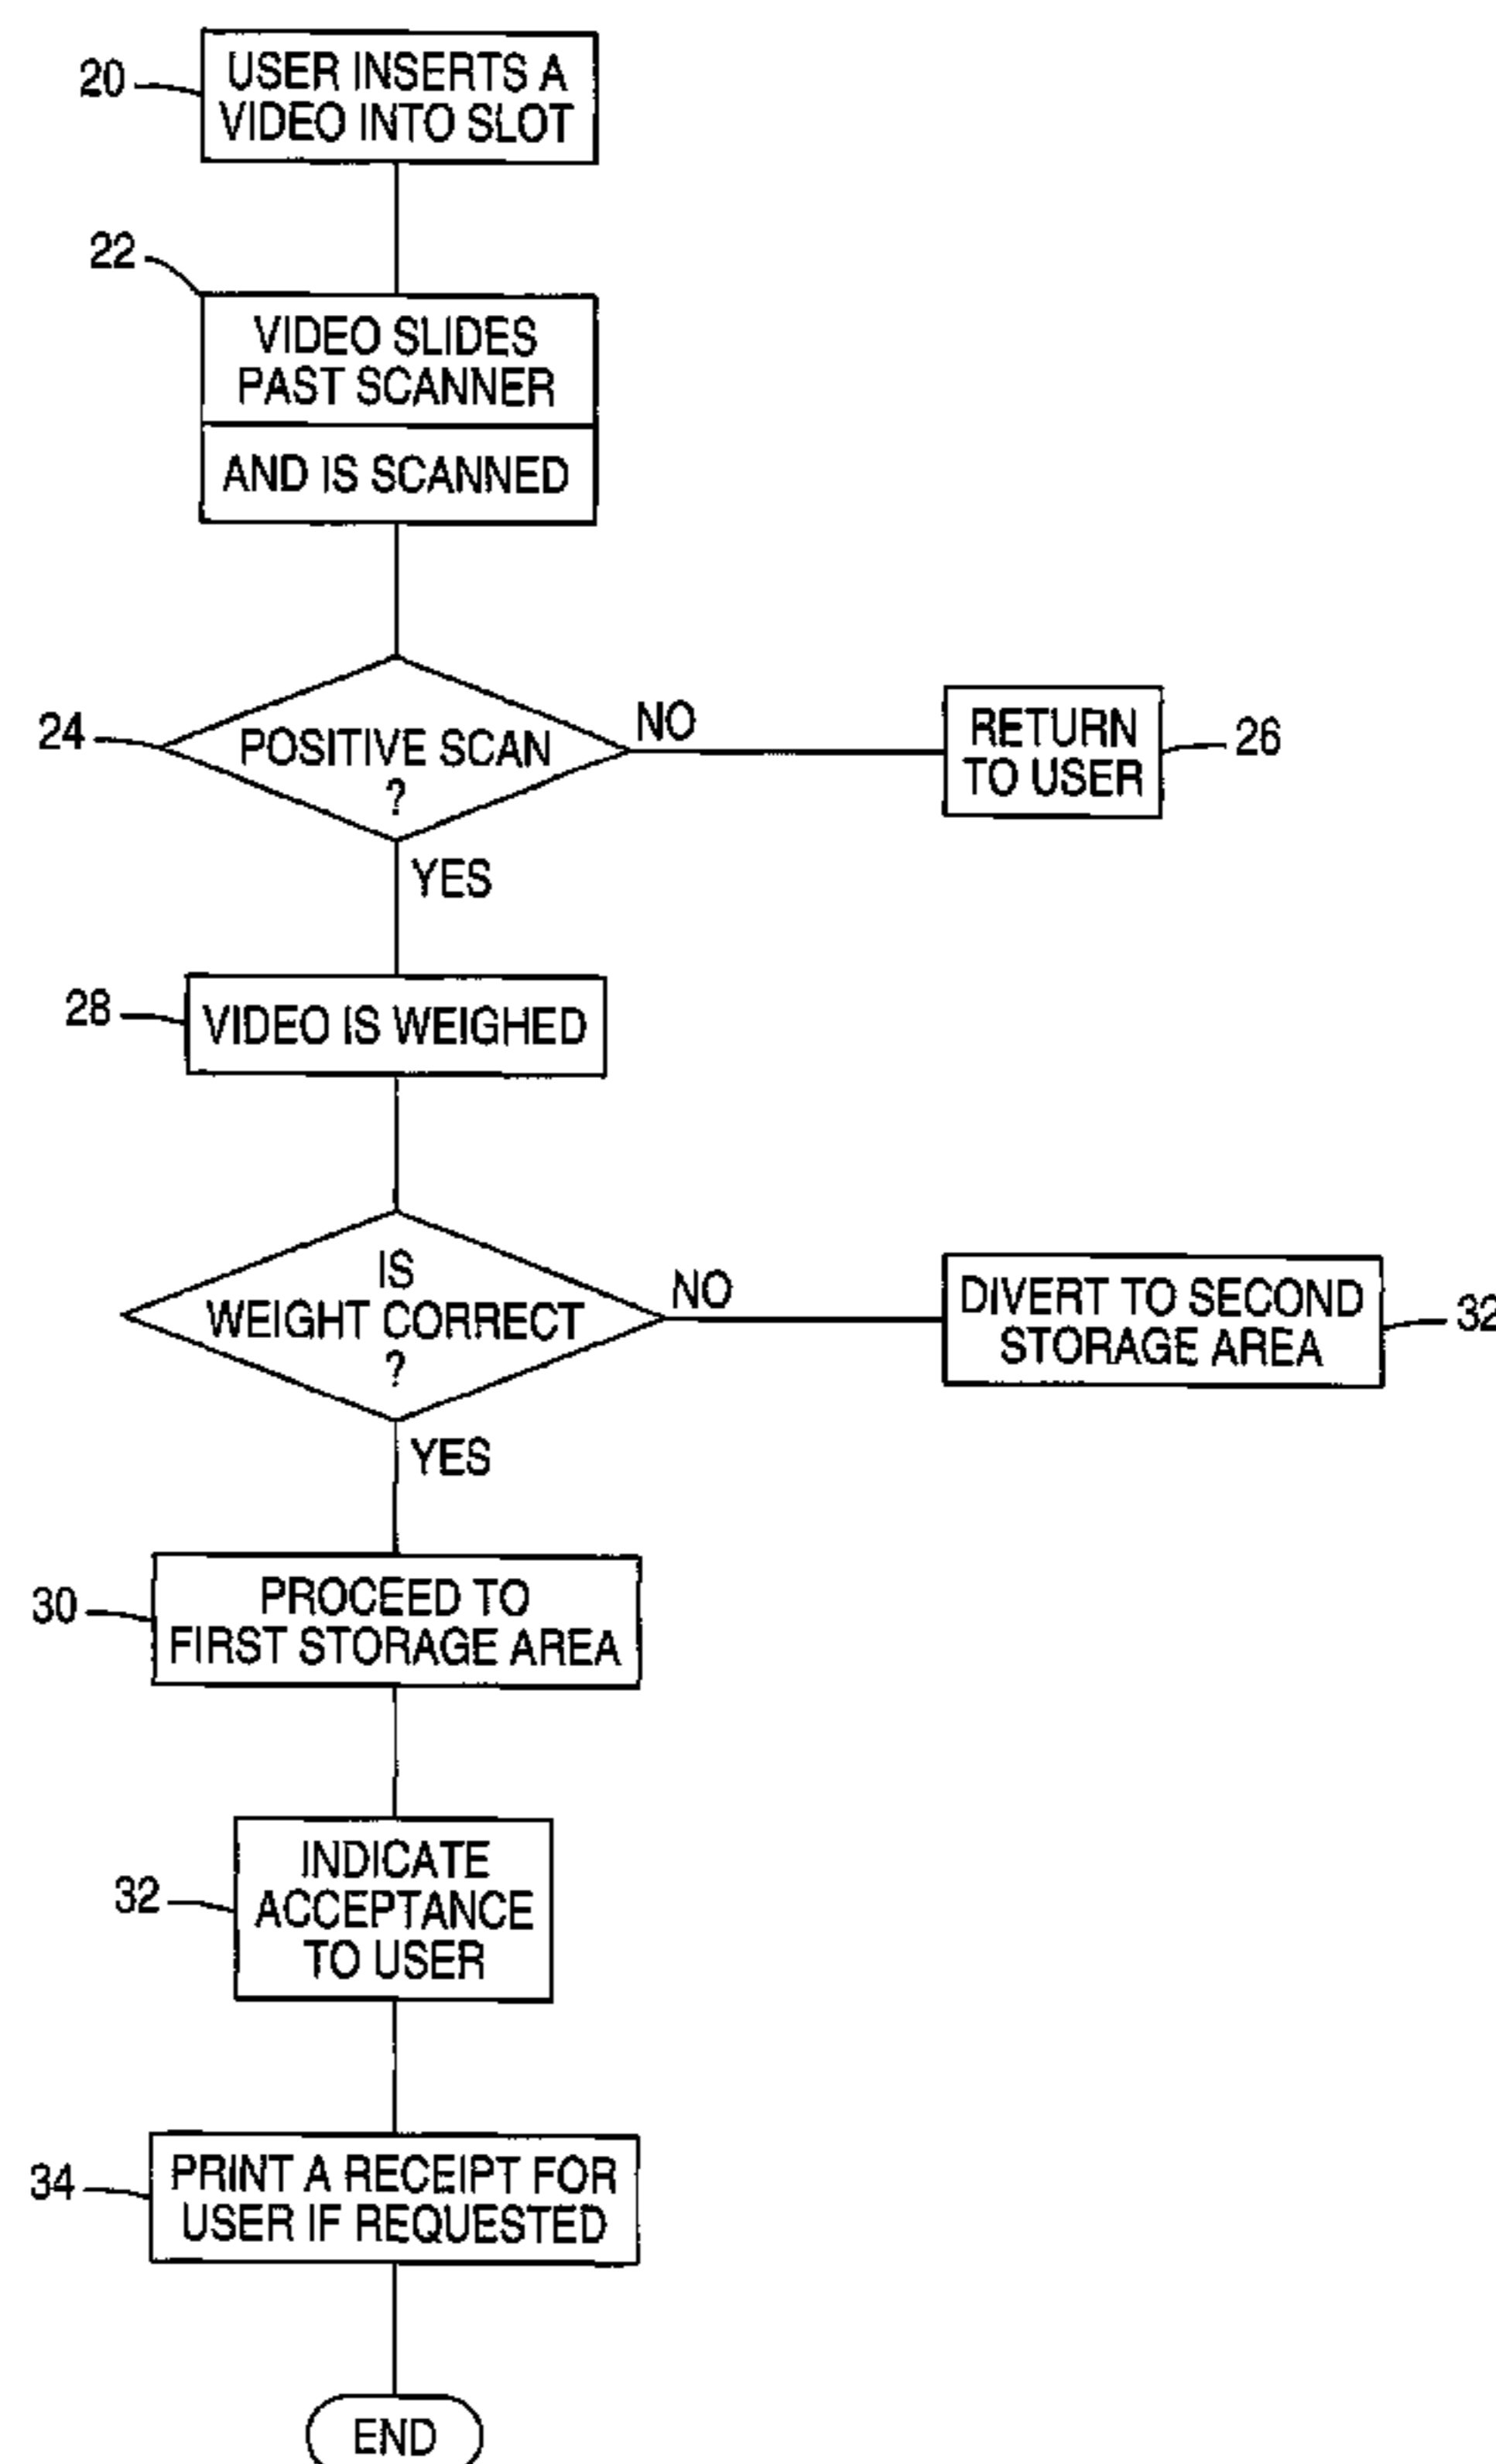 20
USER INSERTS A
VIDEO INTO SLOT
22
VIDEO SLIDES
PAST SCANNER
AND IS SCANNED
24
POSITIVE SCAN
?
NO
RETURN
TO USER
26
YES
28
VIDEO IS WEIGHED
IS
WEIGHT CORRECT
?
NO
DIVERT TO SECOND
STORAGE AREA
32
YES
30
PROCEED TO
FIRST STORAGE AREA
32
INDICATE
ACCEPTANCE
TO USER
34
PRINT A RECEIPT FOR
USER IF REQUESTED
END